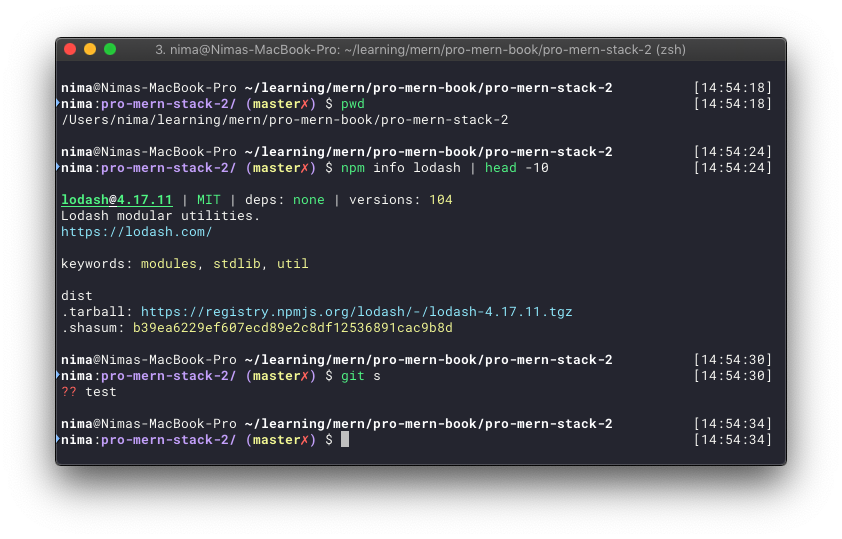 3. nima@Nimas-MacBook-Pro: ~/learning/mern/pro-mern-book/pro-mern-stack-2 (zsh)
nima@Nimas-MacBook-Pro ~/learning/mern/pro-mern-book/pro-mern-stack-2 [14:54:18]
nima:pro-mern-stack-2/ (master✗) $ pwd [14:54:18]
/Users/nima/learning/mern/pro-mern-book/pro-mern-stack-2
nima@Nimas-MacBook-Pro ~/learning/mern/pro-mern-book/pro-mern-stack-2 [14:54:24]
nima:pro-mern-stack-2/ (master✗) $ npm info lodash | head -10 [14:54:24]
lodash@4.17.11 | MIT | deps: none | versions: 104
Lodash modular utilities.
https://lodash.com/
keywords: modules, stdlib, util
dist
.tarball: https://registry.npmjs.org/lodash/-/lodash-4.17.11.tgz
.shasum: b39ea6229ef607ecd89e2c8df12536891cac9b8d
nima@Nimas-MacBook-Pro ~/learning/mern/pro-mern-book/pro-mern-stack-2 [14:54:30]
nima:pro-mern-stack-2/ (master✗) $ git s [14:54:30]
?? test
nima@Nimas-MacBook-Pro ~/learning/mern/pro-mern-book/pro-mern-stack-2 [14:54:34]
nima:pro-mern-stack-2/ (master✗) $ [14:54:34]